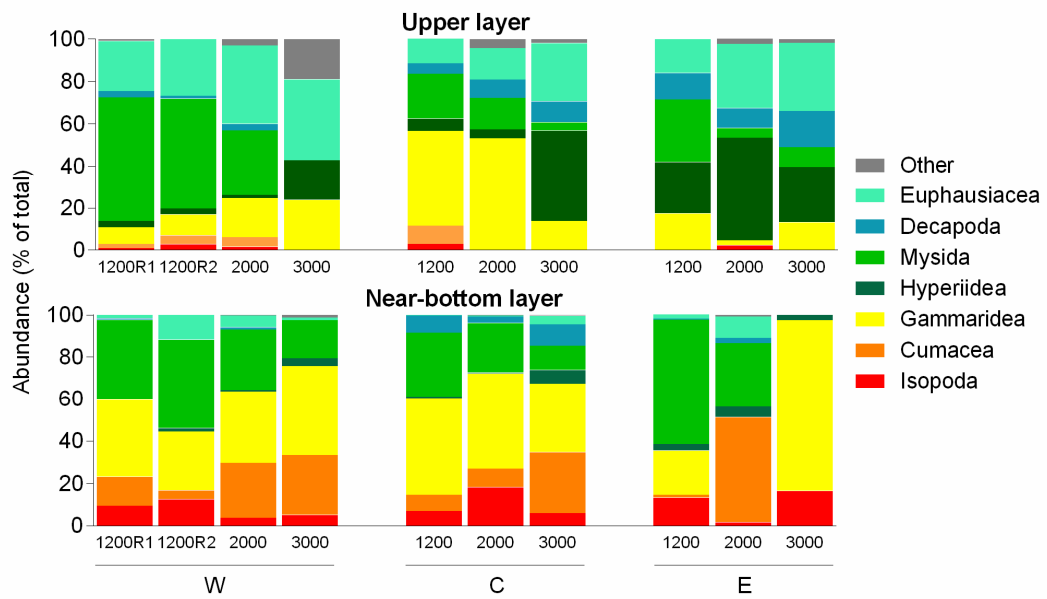 Upper layer
100
80
60
40
20
0
1200R1 1200R2 2000 3000
1200 2000 3000
1200 2000 3000
Near-bottom layer
100
80
60
40
20
0
1200R1 1200R2 2000 3000
1200 2000 3000
1200 2000 3000
W
C
E
Abundance (% of total)
Other
Euphausiacea
Decapoda
Mysida
Hyperiidea
Gammaridea
Cumacea
Isopoda